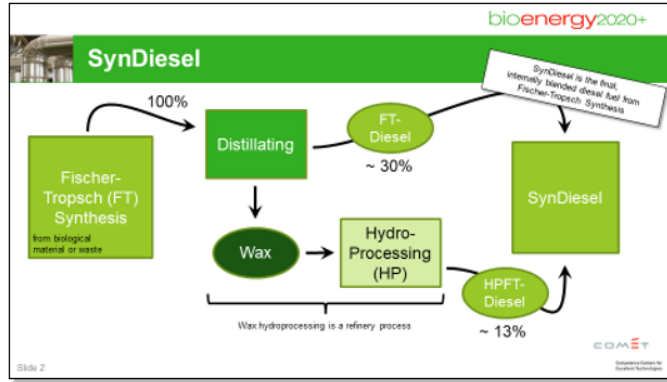 bioenergy2020+
SynDiesel
SynDiesel is the final,
internally blended diesel fuel from
Fischer-Tropsch Synthesis
100%
Fischer-
Tropsch (FT)
Synthesis
from biological
material or waste
Distillating
FT-
Diesel
~ 30%
SynDiesel
Wax
Hydro-
Processing
(HP)
HPFT-
Diesel
~ 13%
Wax hydroprocessing is a refinery process
COMET
Competence Centers for
Excellent Technologies
Slide 2